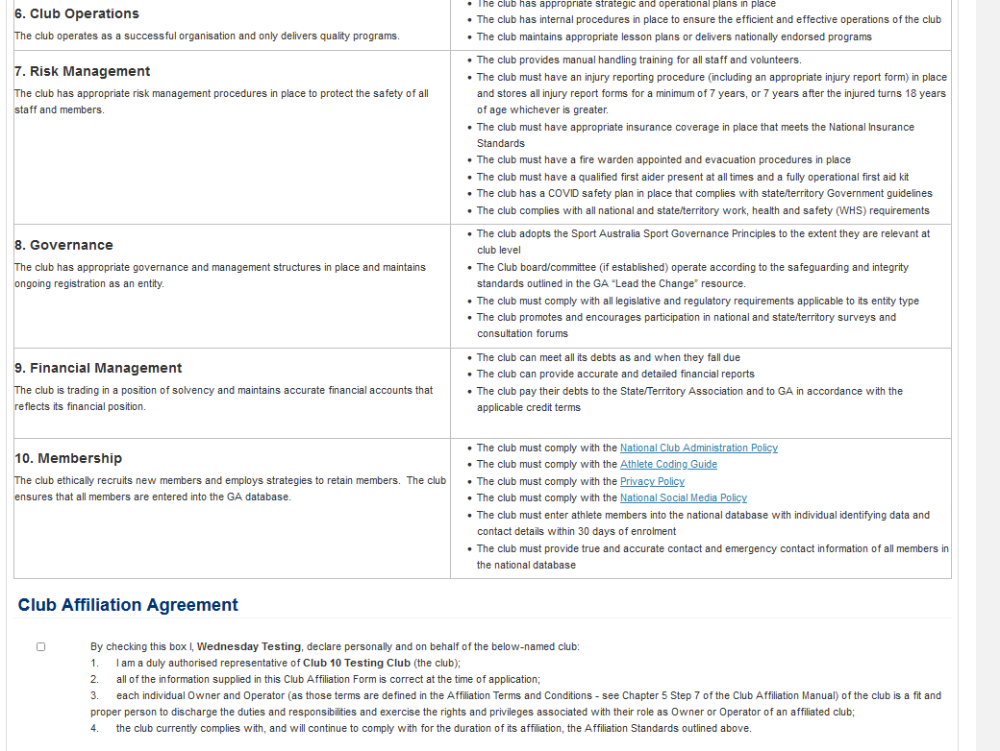 • The club has appropriate strategic and operational plans in place
6. Club Operations
• The club has internal procedures in place to ensure the efficient and effective operations of the club
The club operates as a successful organisation and only delivers quality programs.
• The club maintains appropriate lesson plans or delivers nationally endorsed programs
7. Risk Management
The club has appropriate risk management procedures in place to protect the safety of all
staff and members.
• The club provides manual handling training for all staff and volunteers.
• The club must have an injury reporting procedure (including an appropriate injury report form) in place
and stores all injury report forms for a minimum of 7 years, or 7 years after the injured turns 18 years
of age whichever is greater.
• The club must have appropriate insurance coverage in place that meets the National Insurance
Standards
• The club must have a fire warden appointed and evacuation procedures in place
• The club must have a qualified first aider present at all times and a fully operational first aid kit
• The club has a COVID safety plan in place that complies with state/territory Government guidelines
• The club complies with all national and state/territory work, health and safety (WHS) requirements
8. Governance
The club has appropriate governance and management structures in place and maintains
ongoing registration as an entity.
• The club adopts the Sport Australia Sport Governance Principles to the extent they are relevant at
club level
• The Club board/committee (if established) operate according to the safeguarding and integrity
standards outlined in the GA “Lead the Change” resource.
• The club must comply with all legislative and regulatory requirements applicable to its entity type
• The club promotes and encourages participation in national and state/territory surveys and
consultation forums
9. Financial Management
The club is trading in a position of solvency and maintains accurate financial accounts that
reflects its financial position.
• The club can meet all its debts as and when they fall due
• The club can provide accurate and detailed financial reports
• The club pay their debts to the State/Territory Association and to GA in accordance with the
applicable credit terms
10. Membership
The club ethically recruits new members and employs strategies to retain members. The club
ensures that all members are entered into the GA database.
• The club must comply with the National Club Administration Policy
• The club must comply with the Athlete Coding Guide
• The club must comply with the Privacy Policy
• The club must comply with the National Social Media Policy
• The club must enter athlete members into the national database with individual identifying data and
contact details within 30 days of enrolment
• The club must provide true and accurate contact and emergency contact information of all members in
the national database
Club Affiliation Agreement
By checking this box I, Wednesday Testing, declare personally and on behalf of the below-named club:
1. I am a duly authorised representative of Club 10 Testing Club (the club);
2. all of the information supplied in this Club Affiliation Form is correct at the time of application;
3. each individual Owner and Operator (as those terms are defined in the Affiliation Terms and Conditions - see Chapter 5 Step 7 of the Club Affiliation Manual) of the club is a fit and
proper person to discharge the duties and responsibilities and exercise the rights and privileges associated with their role as Owner or Operator of an affiliated club;
4. the club currently complies with, and will continue to comply with for the duration of its affiliation, the Affiliation Standards outlined above.